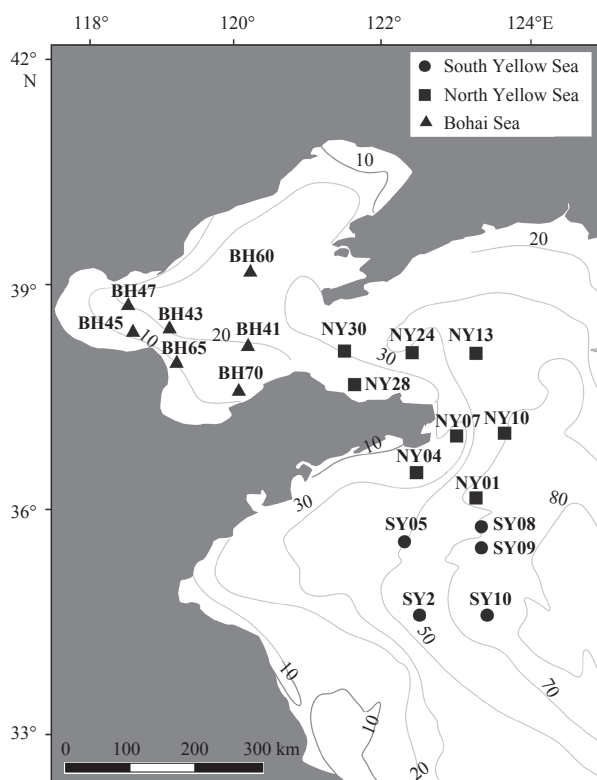 118° 120° 122° 124°E
42°
N
South Yellow Sea
North Yellow Sea
Bohai Sea
10
20
BH60
39°
BH47
BH43
BH45
10
20
BH41
BH65
BH70
NY30
NY24
NY13
30
NY28
NY07
NY10
10
NY04
NY01
30
80
36°
SY05
SY08
SY09
SY2
SY10
50
70
10
10
33°
20
0 100 200 300 km